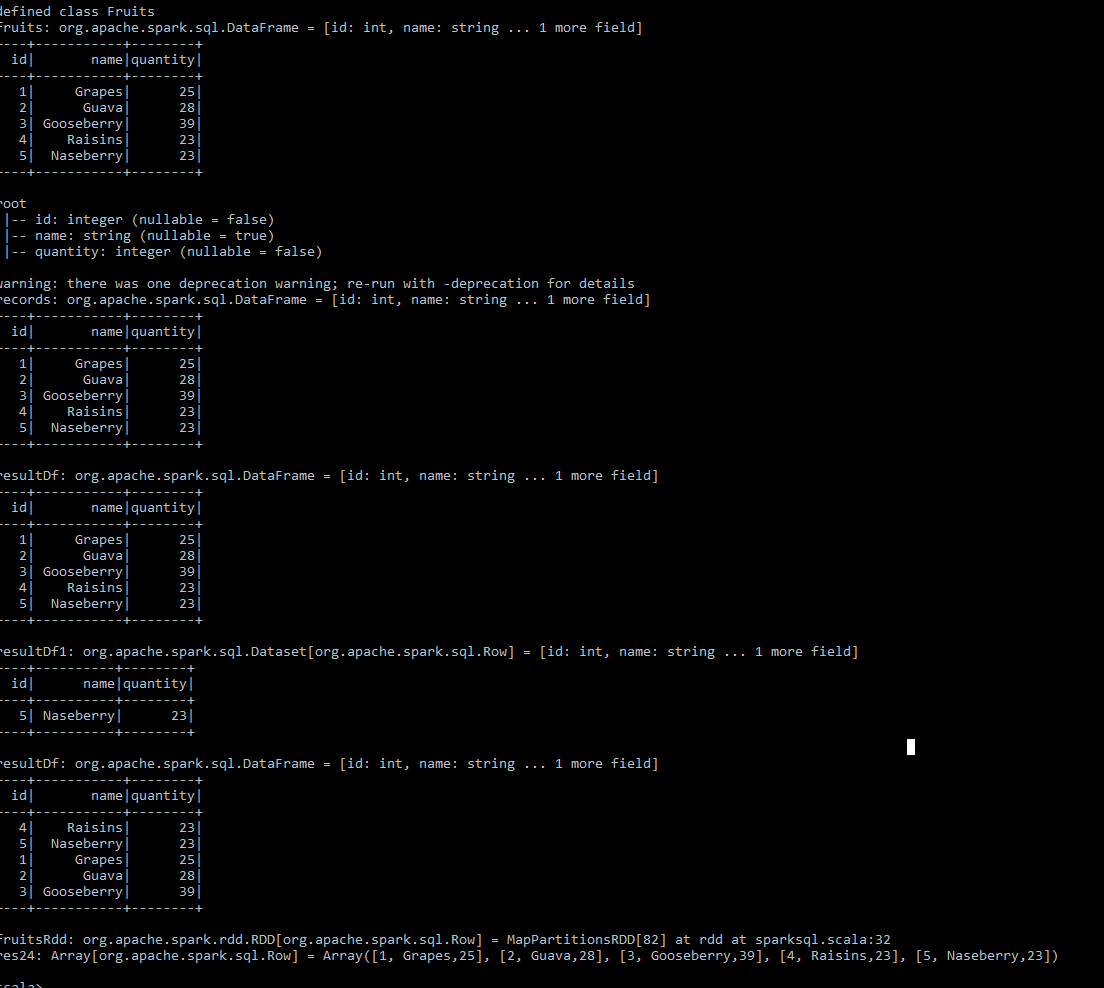 defined class Fruits
fruits: org.apache.spark.sql.DataFrame = [id: int, name: string ... 1 more field]
----+-----------+--------+
  id|       name|quantity|
----+-----------+--------+
   1|     Grapes|      25|
   2|      Guava|      28|
   3| Gooseberry|      39|
   4|    Raisins|      23|
   5|  Naseberry|      23|
----+-----------+--------+
root
 |-- id: integer (nullable = false)
 |-- name: string (nullable = true)
 |-- quantity: integer (nullable = false)
warning: there was one deprecation warning; re-run with -deprecation for details
records: org.apache.spark.sql.DataFrame = [id: int, name: string ... 1 more field]
----+-----------+--------+
  id|       name|quantity|
----+-----------+--------+
   1|     Grapes|      25|
   2|      Guava|      28|
   3| Gooseberry|      39|
   4|    Raisins|      23|
   5|  Naseberry|      23|
----+-----------+--------+
resultDf: org.apache.spark.sql.DataFrame = [id: int, name: string ... 1 more field]
----+-----------+--------+
  id|       name|quantity|
----+-----------+--------+
   1|     Grapes|      25|
   2|      Guava|      28|
   3| Gooseberry|      39|
   4|    Raisins|      23|
   5|  Naseberry|      23|
----+-----------+--------+
resultDf1: org.apache.spark.sql.Dataset[org.apache.spark.sql.Row] = [id: int, name: string ... 1 more field]
----+----------+--------+
  id|      name|quantity|
----+----------+--------+
   5| Naseberry|      23|
----+----------+--------+
resultDf: org.apache.spark.sql.DataFrame = [id: int, name: string ... 1 more field]
----+-----------+--------+
  id|       name|quantity|
----+-----------+--------+
   4|    Raisins|      23|
   5|  Naseberry|      23|
   1|     Grapes|      25|
   2|      Guava|      28|
   3| Gooseberry|      39|
----+-----------+--------+
fruitsRdd: org.apache.spark.rdd.RDD[org.apache.spark.sql.Row] = MapPartitionsRDD[82] at rdd at sparksql.scala:32
res24: Array[org.apache.spark.sql.Row] = Array([1, Grapes,25], [2, Guava,28], [3, Gooseberry,39], [4, Raisins,23], [5, Naseberry,23])
scala>